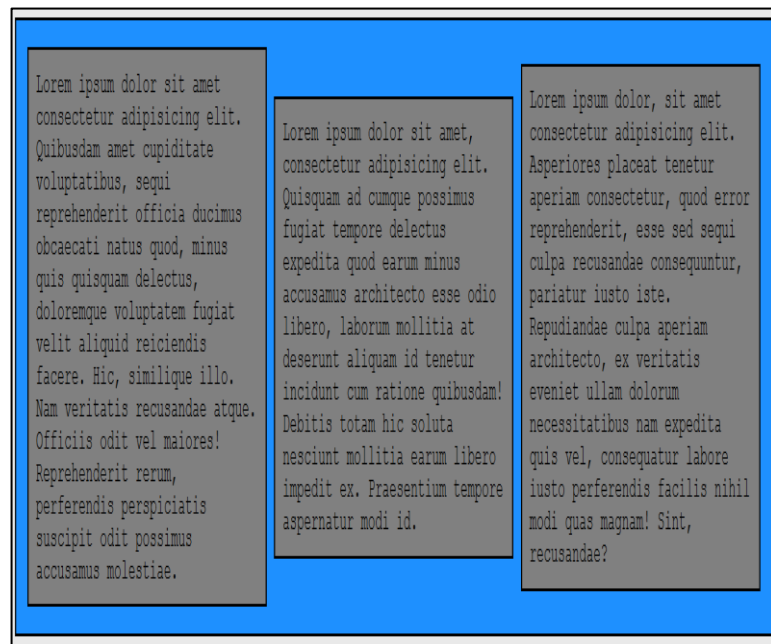 Lorem ipsum dolor sit amet
consectetur adipisicing elit.
Quibusdam amet cupiditate
voluptatibus, sequi
reprehenderit officia ducimus
obcaecati natus quod, minus
quis quisquam delectus,
doloremque voluptatem fugiat
velit aliquid reiciendis
facere. Hic, similique illo.
Nam veritatis recusandae atque.
Officiis odit vel maiores!
Reprehenderit rerum,
perferendis perspiciatis
suscipit odit possimus
accusamus molestiae.
Lorem ipsum dolor sit amet,
consectetur adipisicing elit.
Quisquam ad cumque possimus
fugiat tempore delectus
expedita quod earum minus
accusamus architecto esse odio
libero, laborum mollitia at
deserunt aliquam id tenetur
incidunt cum ratione quibusdam!
Debitis totam hic soluta
nesciunt mollitia earum libero
impedit ex. Praesentium tempore
aspernatur modi id.
Lorem ipsum dolor, sit amet
consectetur adipisicing elit.
Asperiores placeat tenetur
aperiam consectetur, quod error
reprehenderit, esse sed sequi
culpa recusandae consequuntur,
pariatur iusto iste.
Repudiandae culpa aperiam
architecto, ex veritatis
eveniet ullam dolorum
necessitatibus nam expedita
quis vel, consequatur labore
iusto perferendis facilis nihil
modi quas magnam! Sint,
recusandae?